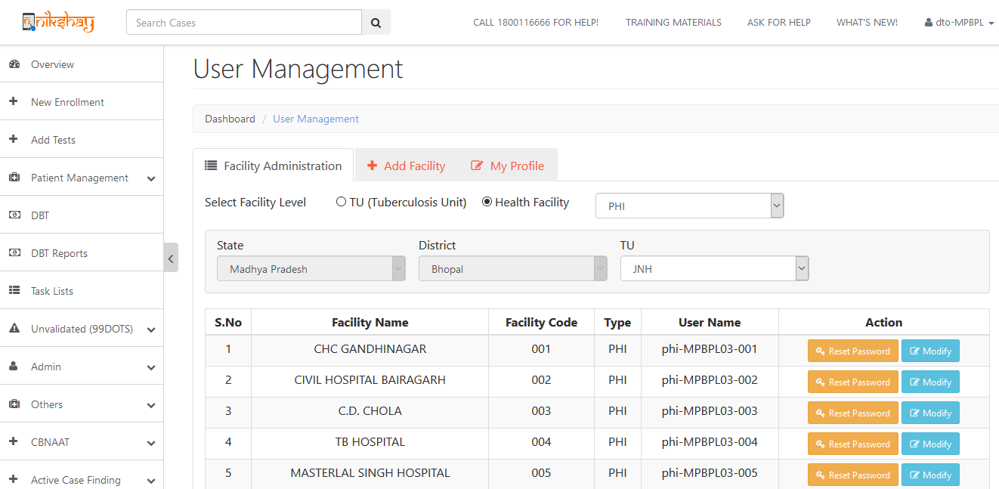 nikshay
Search Cases
CALL 1800116666 FOR HELP! TRAINING MATERIALS ASK FOR HELP WHAT'S NEW! dto-MPBPL
Overview
New Enrollment
Add Tests
Patient Management
DBT
DBT Reports
Task Lists
Unvalidated (99DOTS)
Admin
Others
CBNAAT
Active Case Finding
User Management
Dashboard / User Management
Facility Administration Add Facility My Profile
Select Facility Level TU (Tuberculosis Unit) Health Facility PHI
State District TU
Madhya Pradesh Bhopal JNH
S.No Facility Name Facility Code Type User Name Action
1 CHC GANDHINAGAR 001 PHI phi-MPBPL03-001 Reset Password Modify
2 CIVIL HOSPITAL BAIRAGARH 002 PHI phi-MPBPL03-002 Reset Password Modify
3 C.D. CHOLA 003 PHI phi-MPBPL03-003 Reset Password Modify
4 TB HOSPITAL 004 PHI phi-MPBPL03-004 Reset Password Modify
5 MASTERLAL SINGH HOSPITAL 005 PHI phi-MPBPL03-005 Reset Password Modify